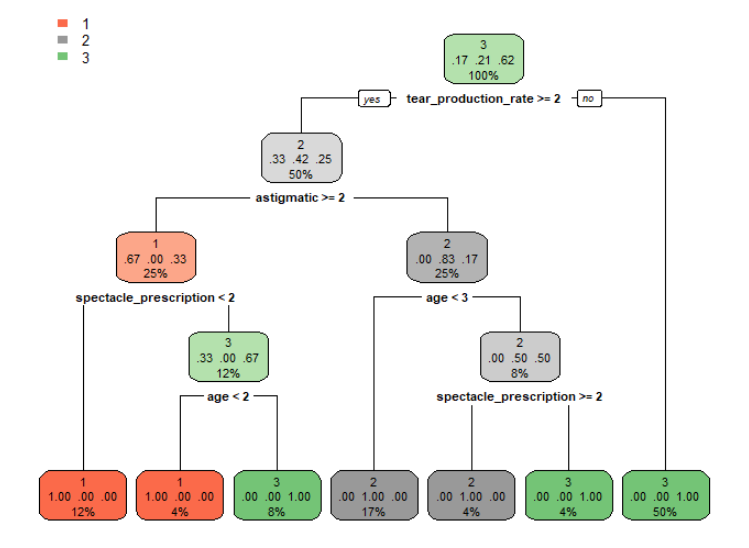 1
2
3
3
.17 .21 .62
100%
yes
tear_production_rate >= 2
no
2
.33 .42 .25
50%
astigmatic >= 2
1
.67 .00 .33
25%
2
.00 .83 .17
25%
spectacle_prescription < 2
age < 3
3
.33 .00 .67
12%
2
.00 .50 .50
8%
age < 2
spectacle_prescription >= 2
1
1.00 .00 .00
12%
1
1.00 .00 .00
4%
3
.00 .00 1.00
8%
2
.00 1.00 .00
17%
2
.00 1.00 .00
4%
3
.00 .00 1.00
4%
3
.00 .00 1.00
50%